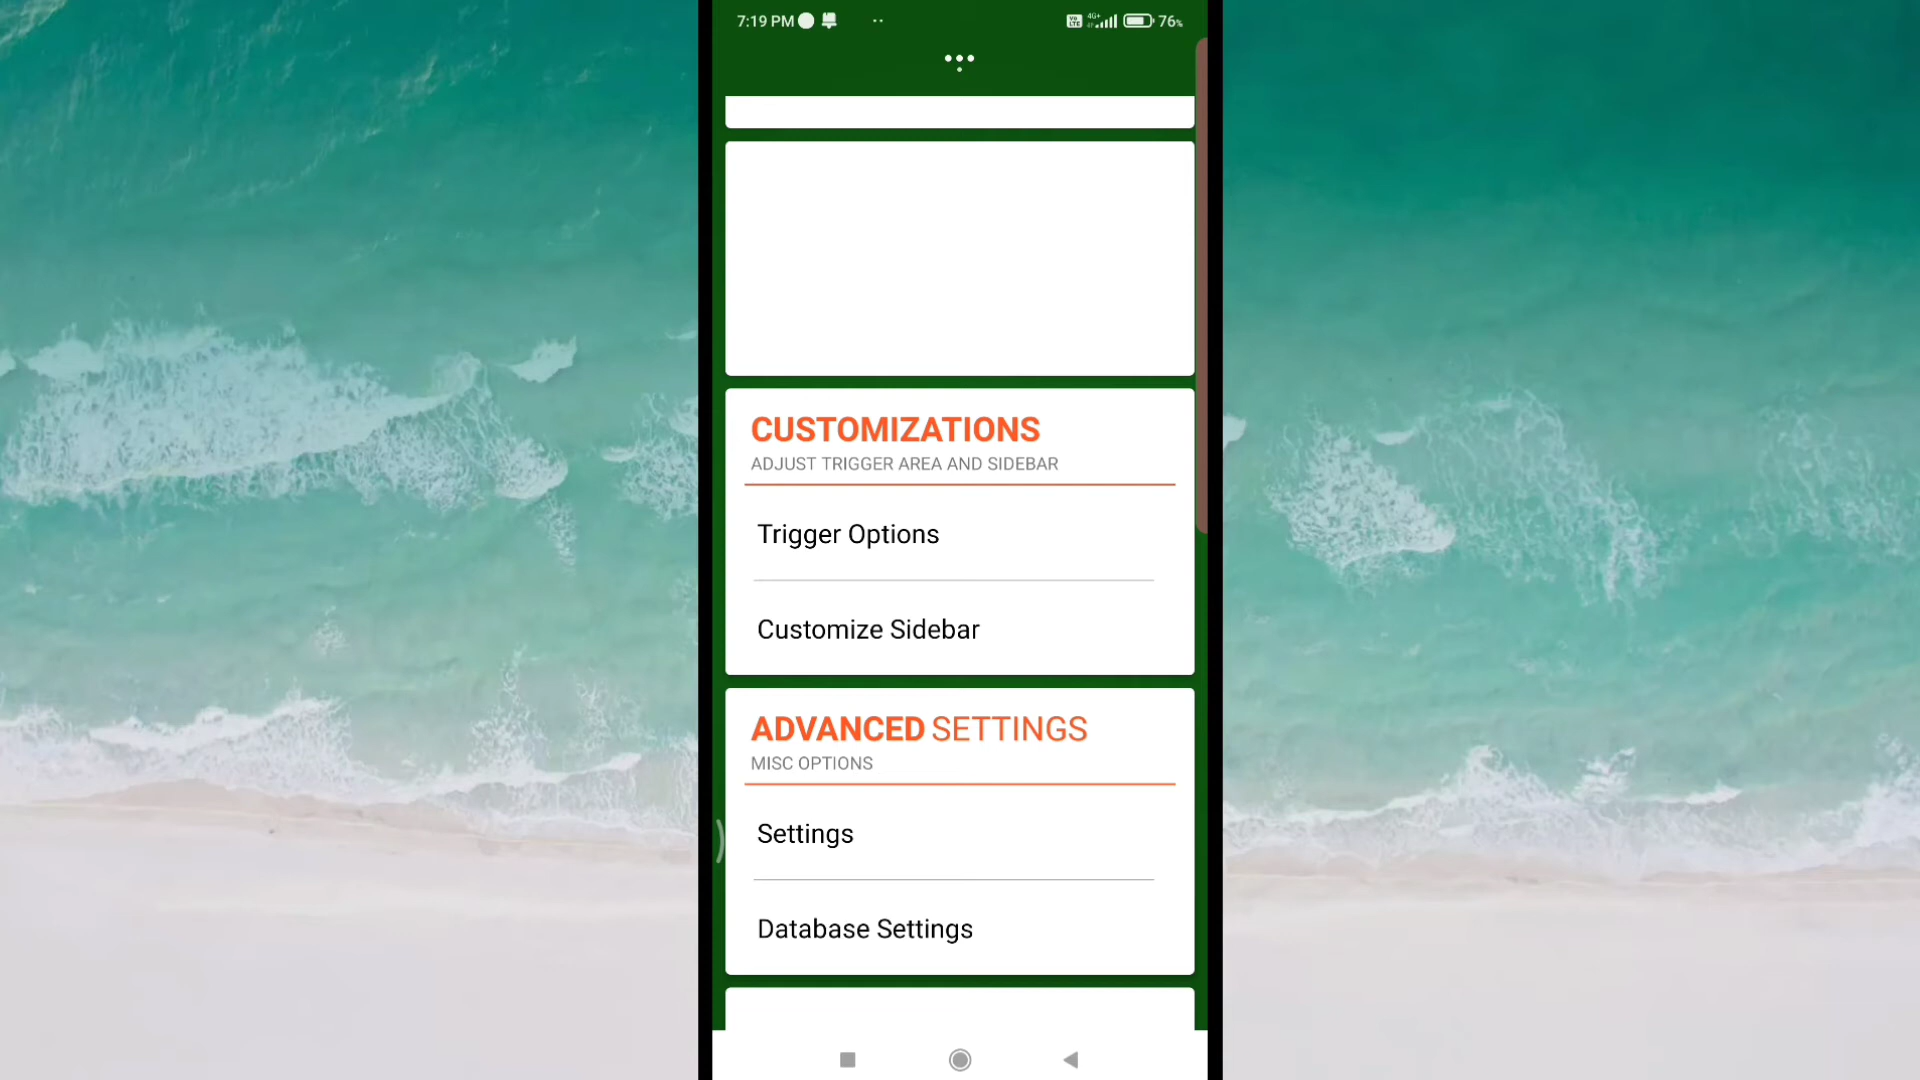 7:19 PM 4G+ 76%
CUSTOMIZATIONS
ADJUST TRIGGER AREA AND SIDEBAR
Trigger Options
Customize Sidebar
ADVANCED SETTINGS
MISC OPTIONS
Settings
Database Settings